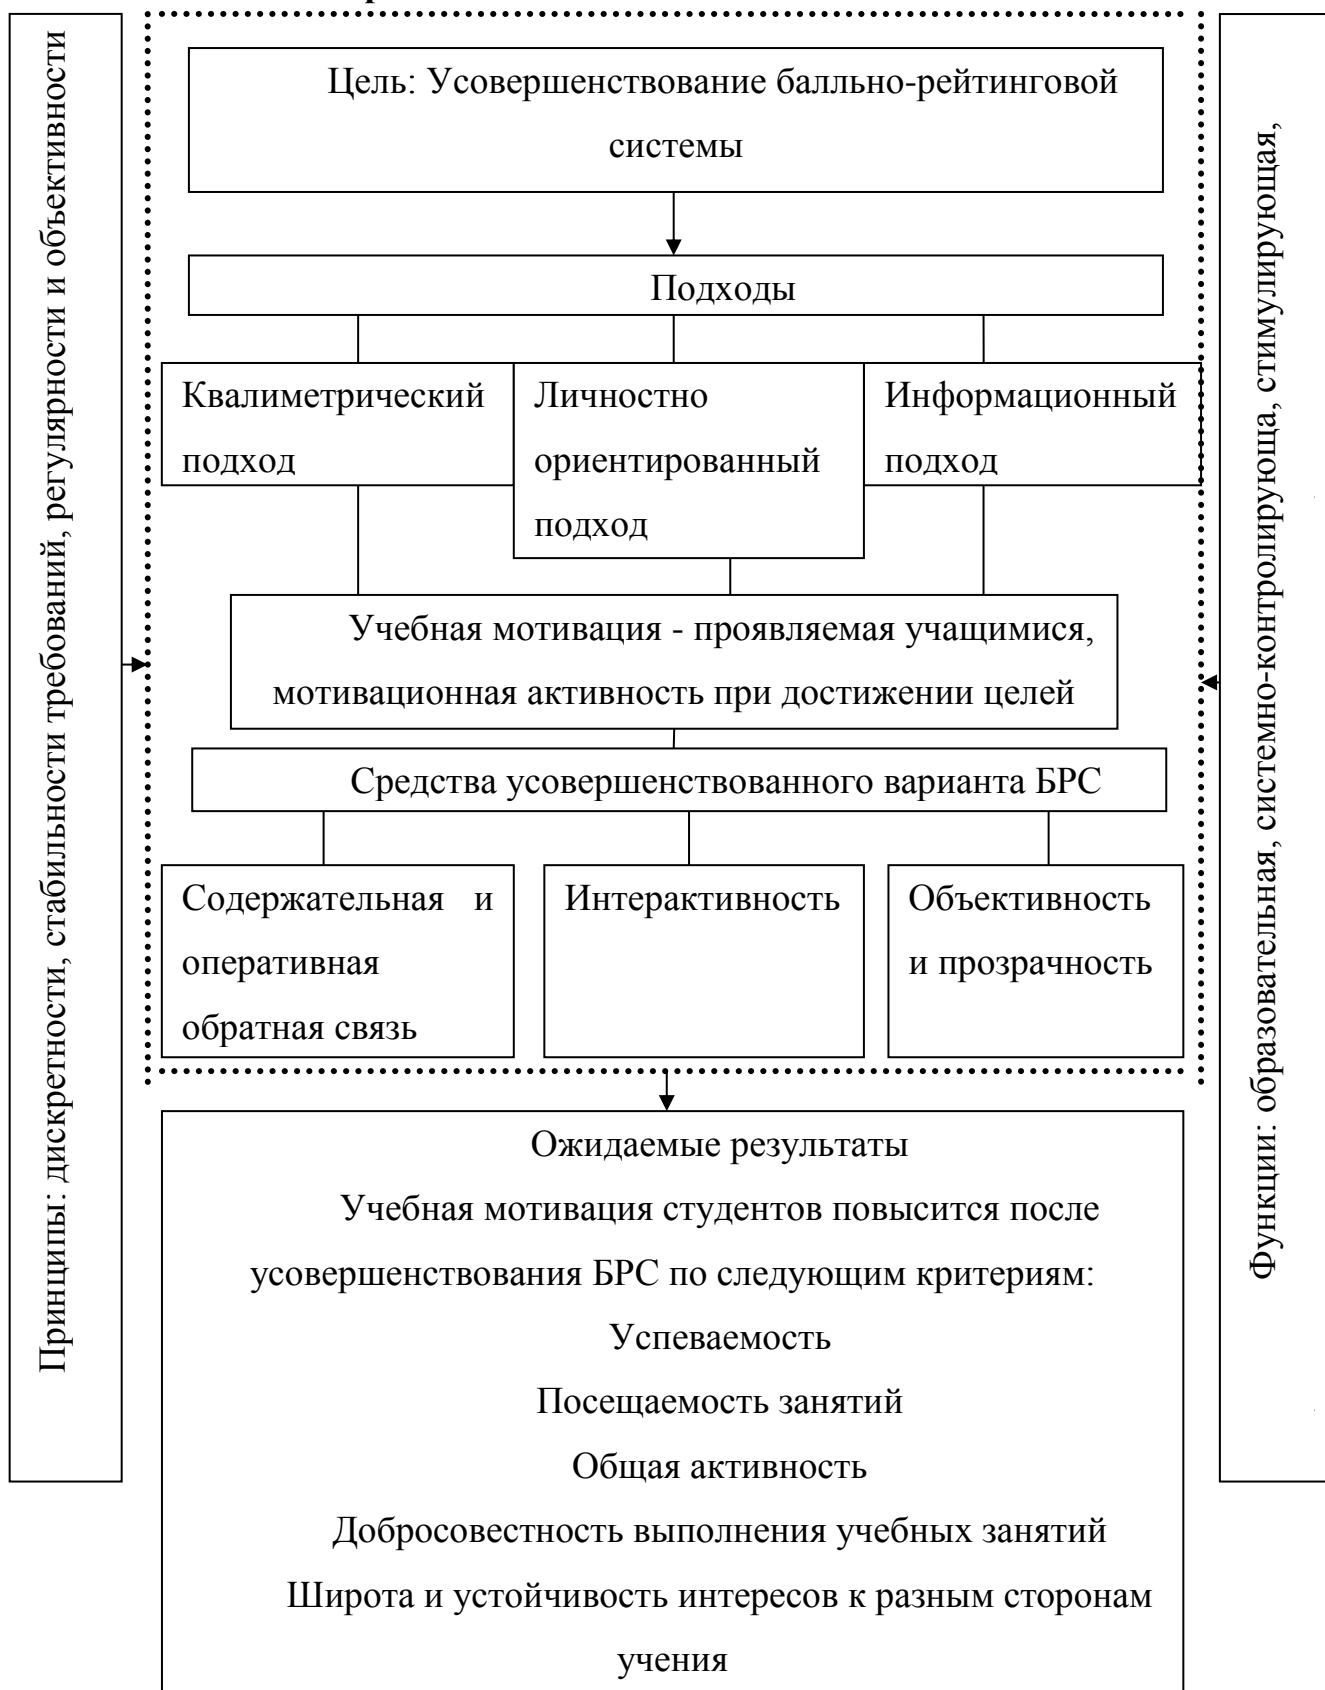 Принципы: дискретности, стабильности требований, регулярности и объективности
Цель: Усовершенствование балльно-рейтинговой
системы
Подходы
Квалиметрический
подход
Личностно
ориентированный
подход
Информационный
подход
Учебная мотивация - проявляемая учащимися,
мотивационная активность при достижении целей
Средства усовершенствованного варианта БРС
Содержательная и
оперативная
обратная связь
Интерактивность
Объективность
и прозрачность
Ожидаемые результаты
Учебная мотивация студентов повысится после
усовершенствования БРС по следующим критериям:
Успеваемость
Посещаемость занятий
Общая активность
Добросовестность выполнения учебных занятий
Широта и устойчивость интересов к разным сторонам
учения
Функции: образовательная, системно-контролирующа, стимулирующая,